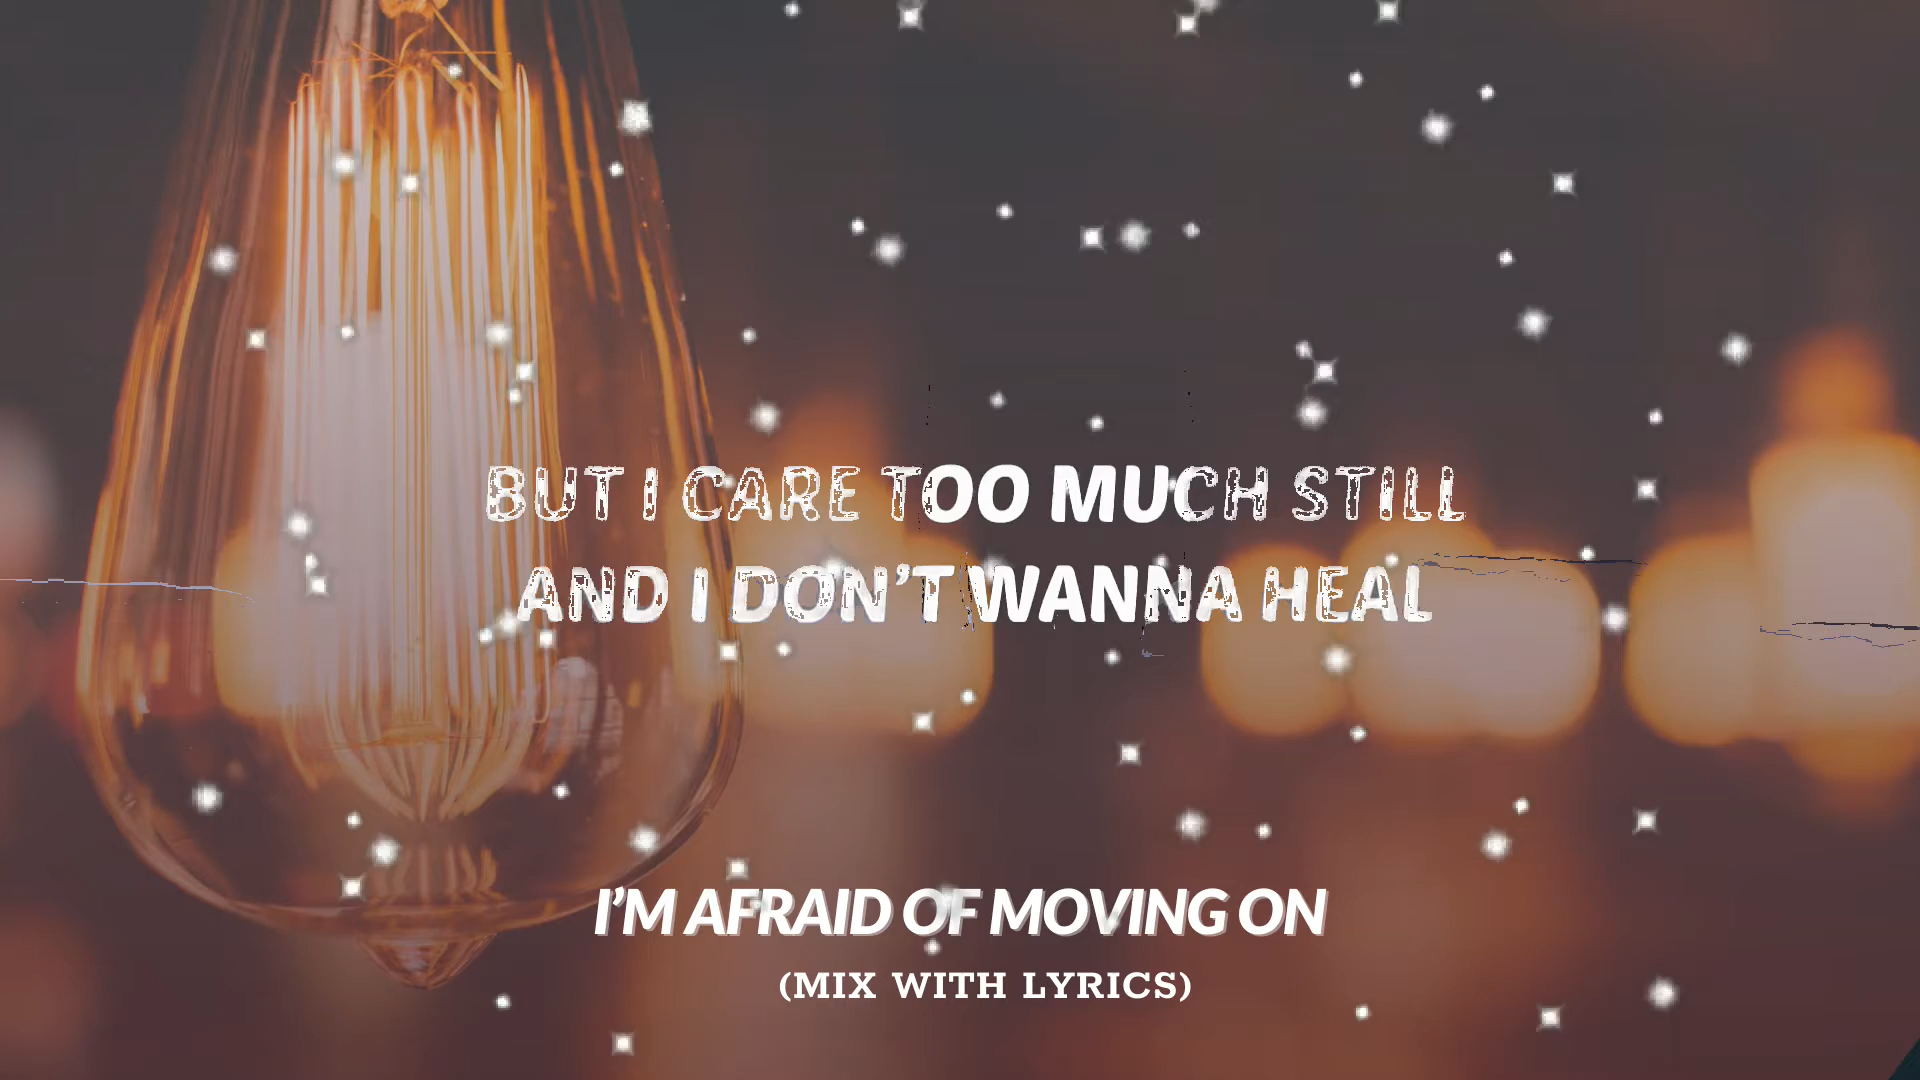 BUT I CARE TOO MUCH STILL
AND I DON'T WANNA HEAL
I'M AFRAID OF MOVING ON
(MIX WITH LYRICS)